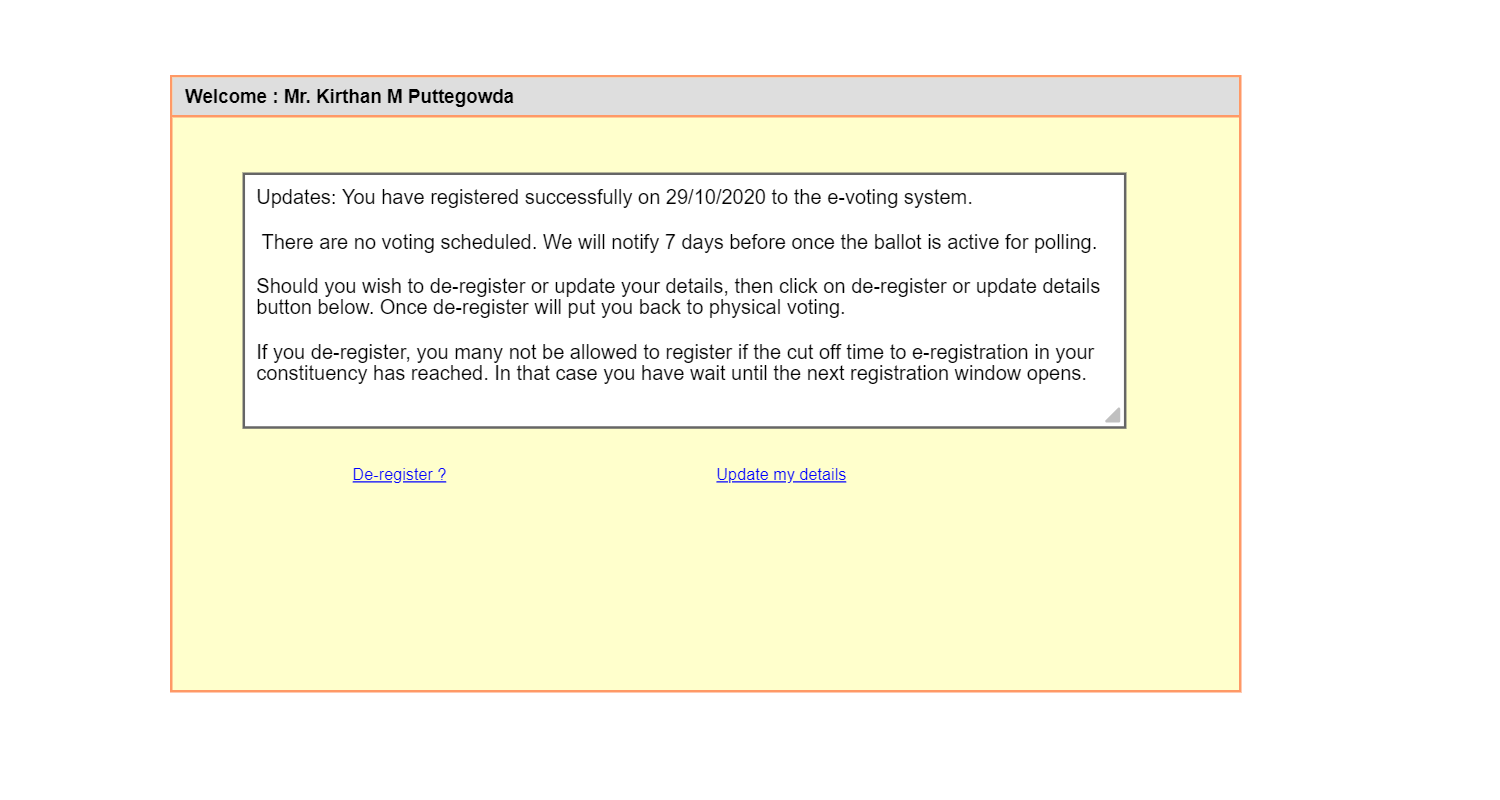 Welcome : Mr. Kirthan M Puttegowda
Updates: You have registered successfully on 29/10/2020 to the e-voting system.
There are no voting scheduled. We will notify 7 days before once the ballot is active for polling.
Should you wish to de-register or update your details, then click on de-register or update details
button below. Once de-register will put you back to physical voting.
If you de-register, you many not be allowed to register if the cut off time to e-registration in your
constituency has reached. In that case you have wait until the next registration window opens.
De-register ? Update my details